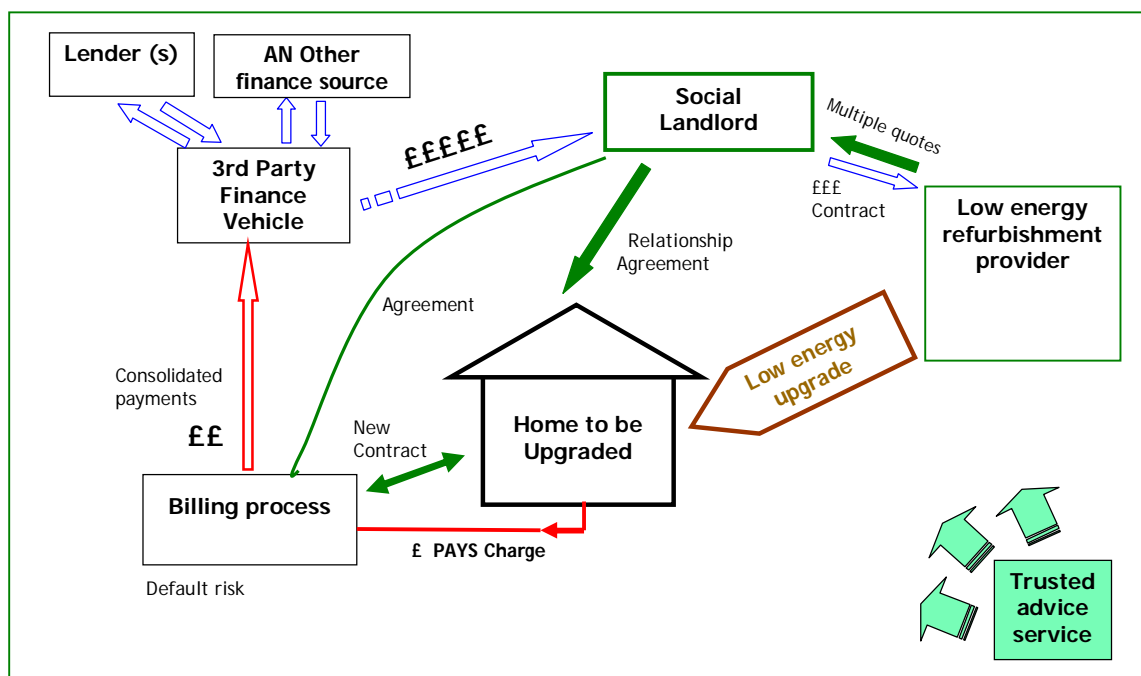 Lender (s)
AN Other
finance source
Social
Landlord
Multiple quotes
£££££
3rd Party
Finance
Vehicle
£££
Contract
Low energy
refurbishment
provider
Relationship
Agreement
Agreement
Low energy
upgrade
Consolidated
payments
££
New
Contract
Home to be
Upgraded
Billing process
£ PAYS Charge
Default risk
Trusted
advice
service